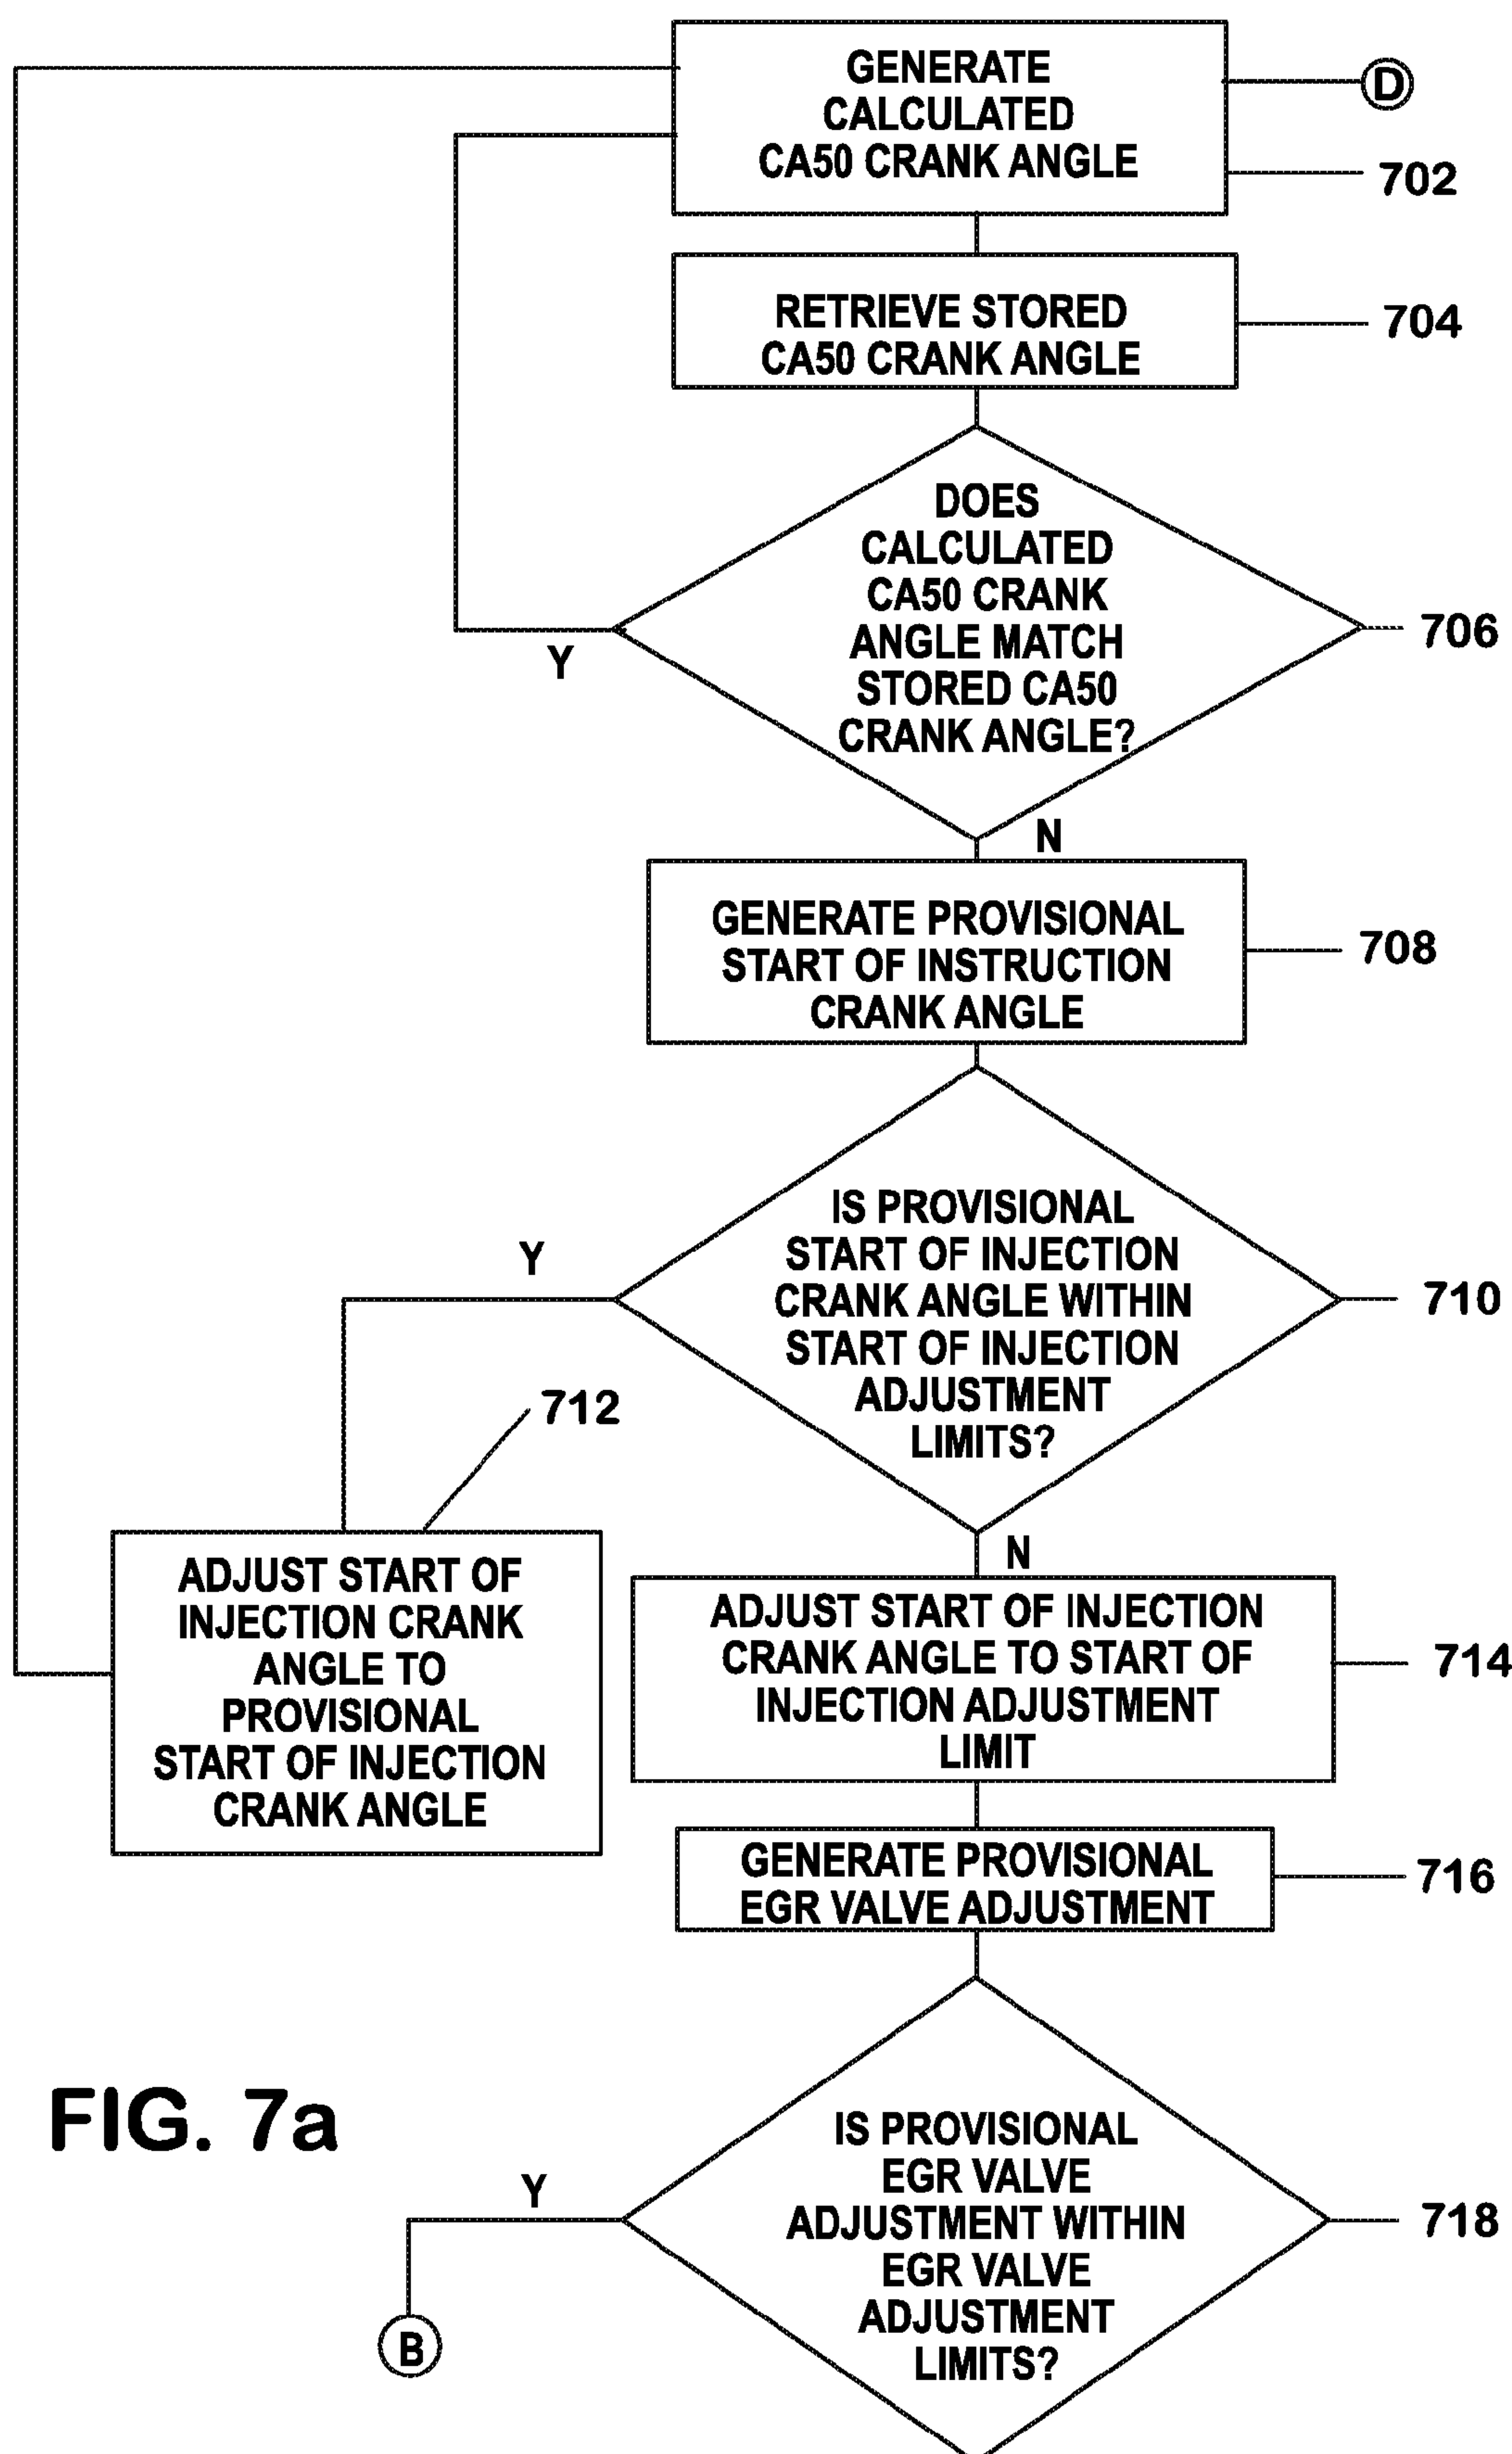 GENERATE
CALCULATED
CA50 CRANK ANGLE
D
702
RETRIEVE STORED
CA50 CRANK ANGLE
704
DOES
CALCULATED
CA50 CRANK
ANGLE MATCH
STORED CA50
CRANK ANGLE?
706
Y
N
GENERATE PROVISIONAL
START OF INSTRUCTION
CRANK ANGLE
708
IS PROVISIONAL
START OF INJECTION
CRANK ANGLE WITHIN
START OF INJECTION
ADJUSTMENT
LIMITS?
Y
710
712
N
ADJUST START OF
INJECTION CRANK
ANGLE TO
PROVISIONAL
START OF INJECTION
CRANK ANGLE
ADJUST START OF INJECTION
CRANK ANGLE TO START OF
INJECTION ADJUSTMENT
LIMIT
714
GENERATE PROVISIONAL
EGR VALVE ADJUSTMENT
716
FIG. 7a
IS PROVISIONAL
EGR VALVE
ADJUSTMENT WITHIN
EGR VALVE
ADJUSTMENT
LIMITS?
Y
718
B